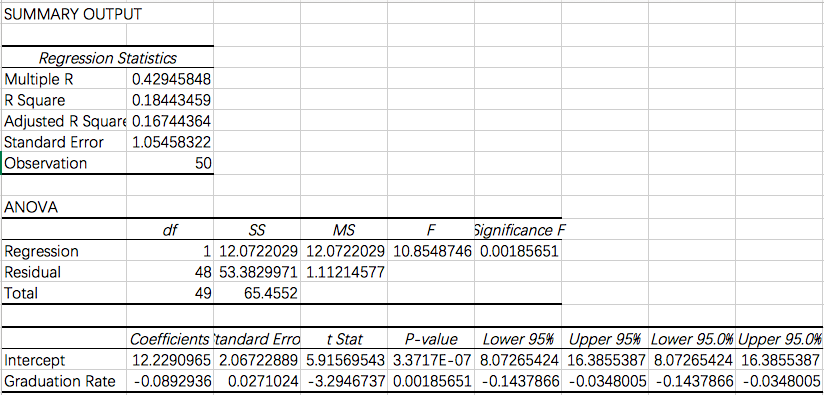 SUMMARY OUTPUT
Regression Statistics
Multiple R 0.42945848
R Square 0.18443459
Adjusted R Square 0.16744364
Standard Error 1.05458322
Observation 50
ANOVA
df SS MS F Significance F
Regression 1 12.0722029 12.0722029 10.8548746 0.00185651
Residual 48 53.3829971 1.11214577
Total 49 65.4552
Coefficients tandard Erro t Stat P-value Lower 95% Upper 95% Lower 95.0% Upper 95.0%
Intercept 12.2290965 2.06722889 5.91569543 3.3717E-07 8.07265424 16.3855387 8.07265424 16.3855387
Graduation Rate -0.0892936 0.0271024 -3.2946737 0.00185651 -0.1437866 -0.0348005 -0.1437866 -0.0348005